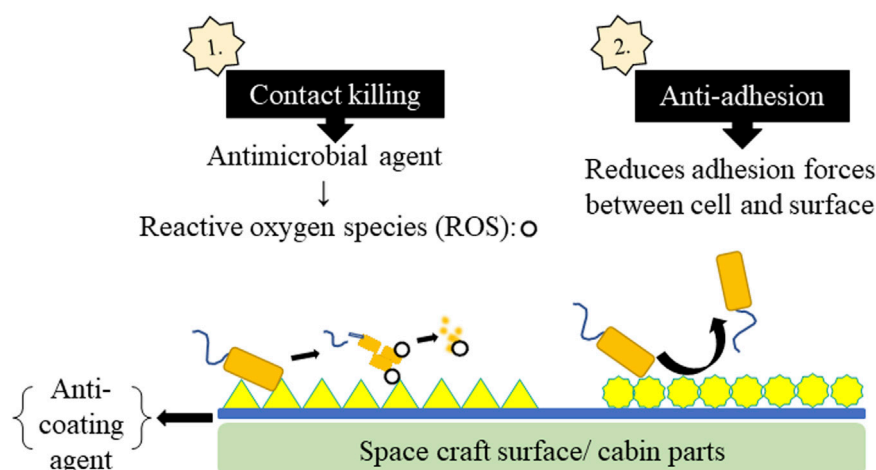 1.
Contact killing
Antimicrobial agent
↓
Reactive oxygen species (ROS):
2.
Anti-adhesion
Reduces adhesion forces
between cell and surface
Anti-
coating
agent
Space craft surface/ cabin parts